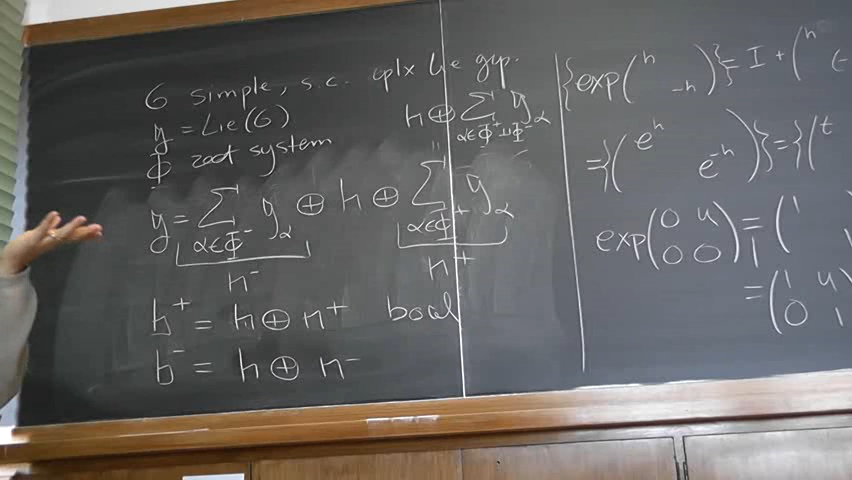 G simple, s.c. cplx Lie grp.
𝔤 = Lie(G)
Φ root system
𝔥 ⊕ ∑_{α∈Φ⁺⊔Φ⁻} 𝔤_α
=
𝔤 = ∑_{α∈Φ⁻} 𝔤_α ⊕ 𝔥 ⊕ ∑_{α∈Φ⁺} 𝔤_α
𝔫⁻ 𝔫⁺
𝔟⁺ = 𝔥 ⊕ 𝔫⁺ borel
𝔟⁻ = 𝔥 ⊕ 𝔫⁻
{exp(h -h)} = I + (h
= {(e^h e^{-h})} = {(t
exp(0 u 0 0) = (1
= (1 u 0 1